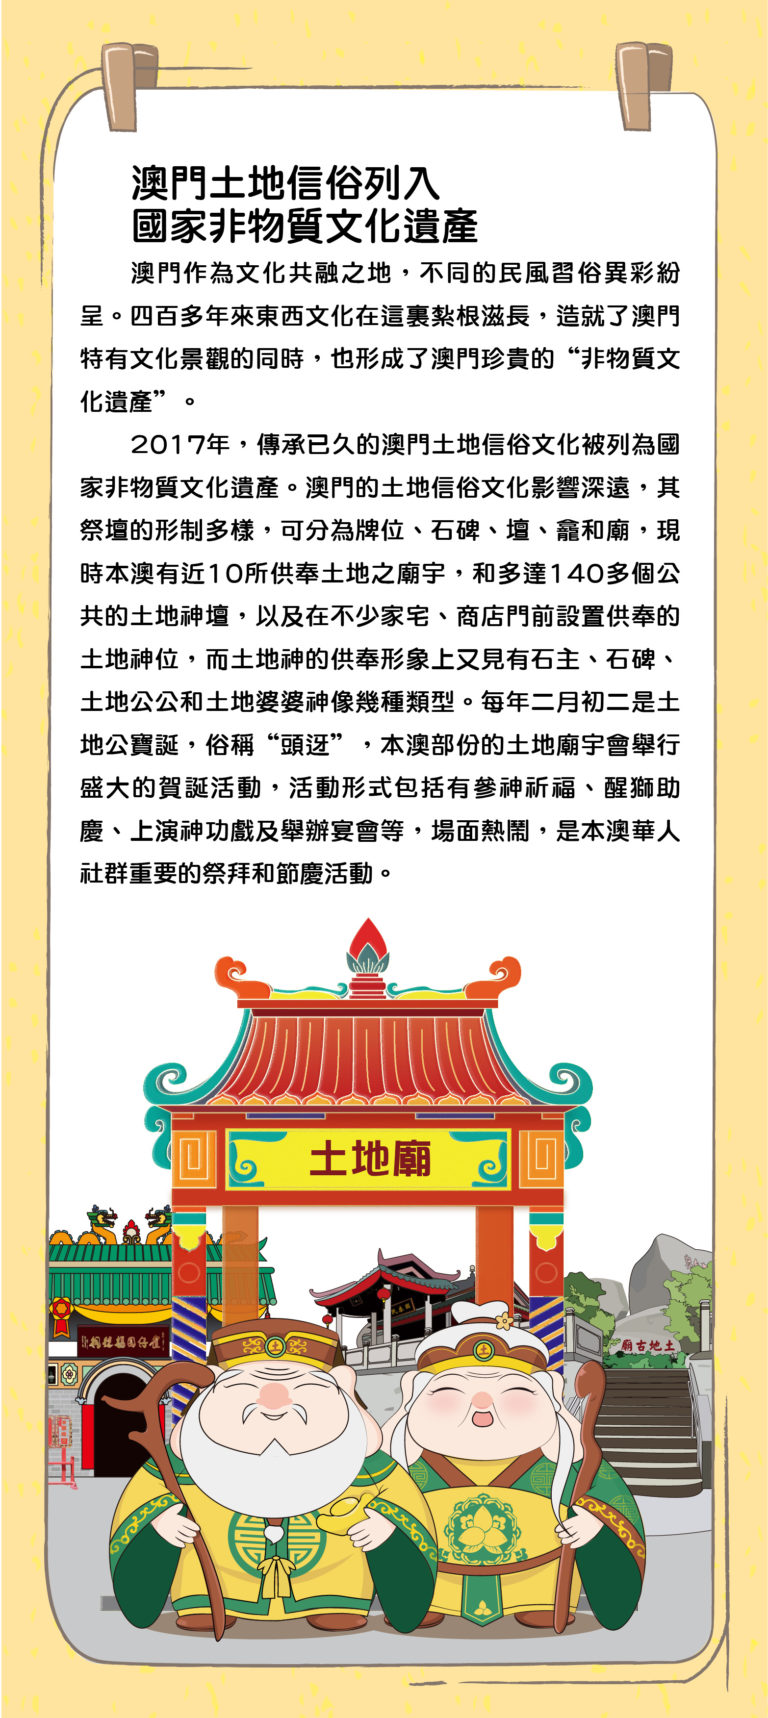 澳門土地信俗列入
國家非物質文化遺產
澳門作為文化共融之地，不同的民風習俗異彩紛
呈。四百多年來東西文化在這裏紮根滋長，造就了澳門
特有文化景觀的同時，也形成了澳門珍貴的“非物質文
化遺產”。
2017年，傳承已久的澳門土地信俗文化被列為國
家非物質文化遺產。澳門的土地信俗文化影響深遠，其
祭壇的形制多樣，可分為牌位、石碑、壇、龕和廟，現
時本澳有近10所供奉土地之廟宇，和多達140多個公
共的土地神壇，以及在不少家宅、商店門前設置供奉的
土地神位，而土地神的供奉形象上又見有石主、石碑、
土地公公和土地婆婆神像幾種類型。每年二月初二是土
地公寶誕，俗稱“頭迓”，本澳部份的土地廟宇會舉行
盛大的賀誕活動，活動形式包括有參神祈福、醒獅助
慶、上演神功戲及舉辦宴會等，場面熱鬧，是本澳華人
社群重要的祭拜和節慶活動。
土地廟
土地古廟
土
土